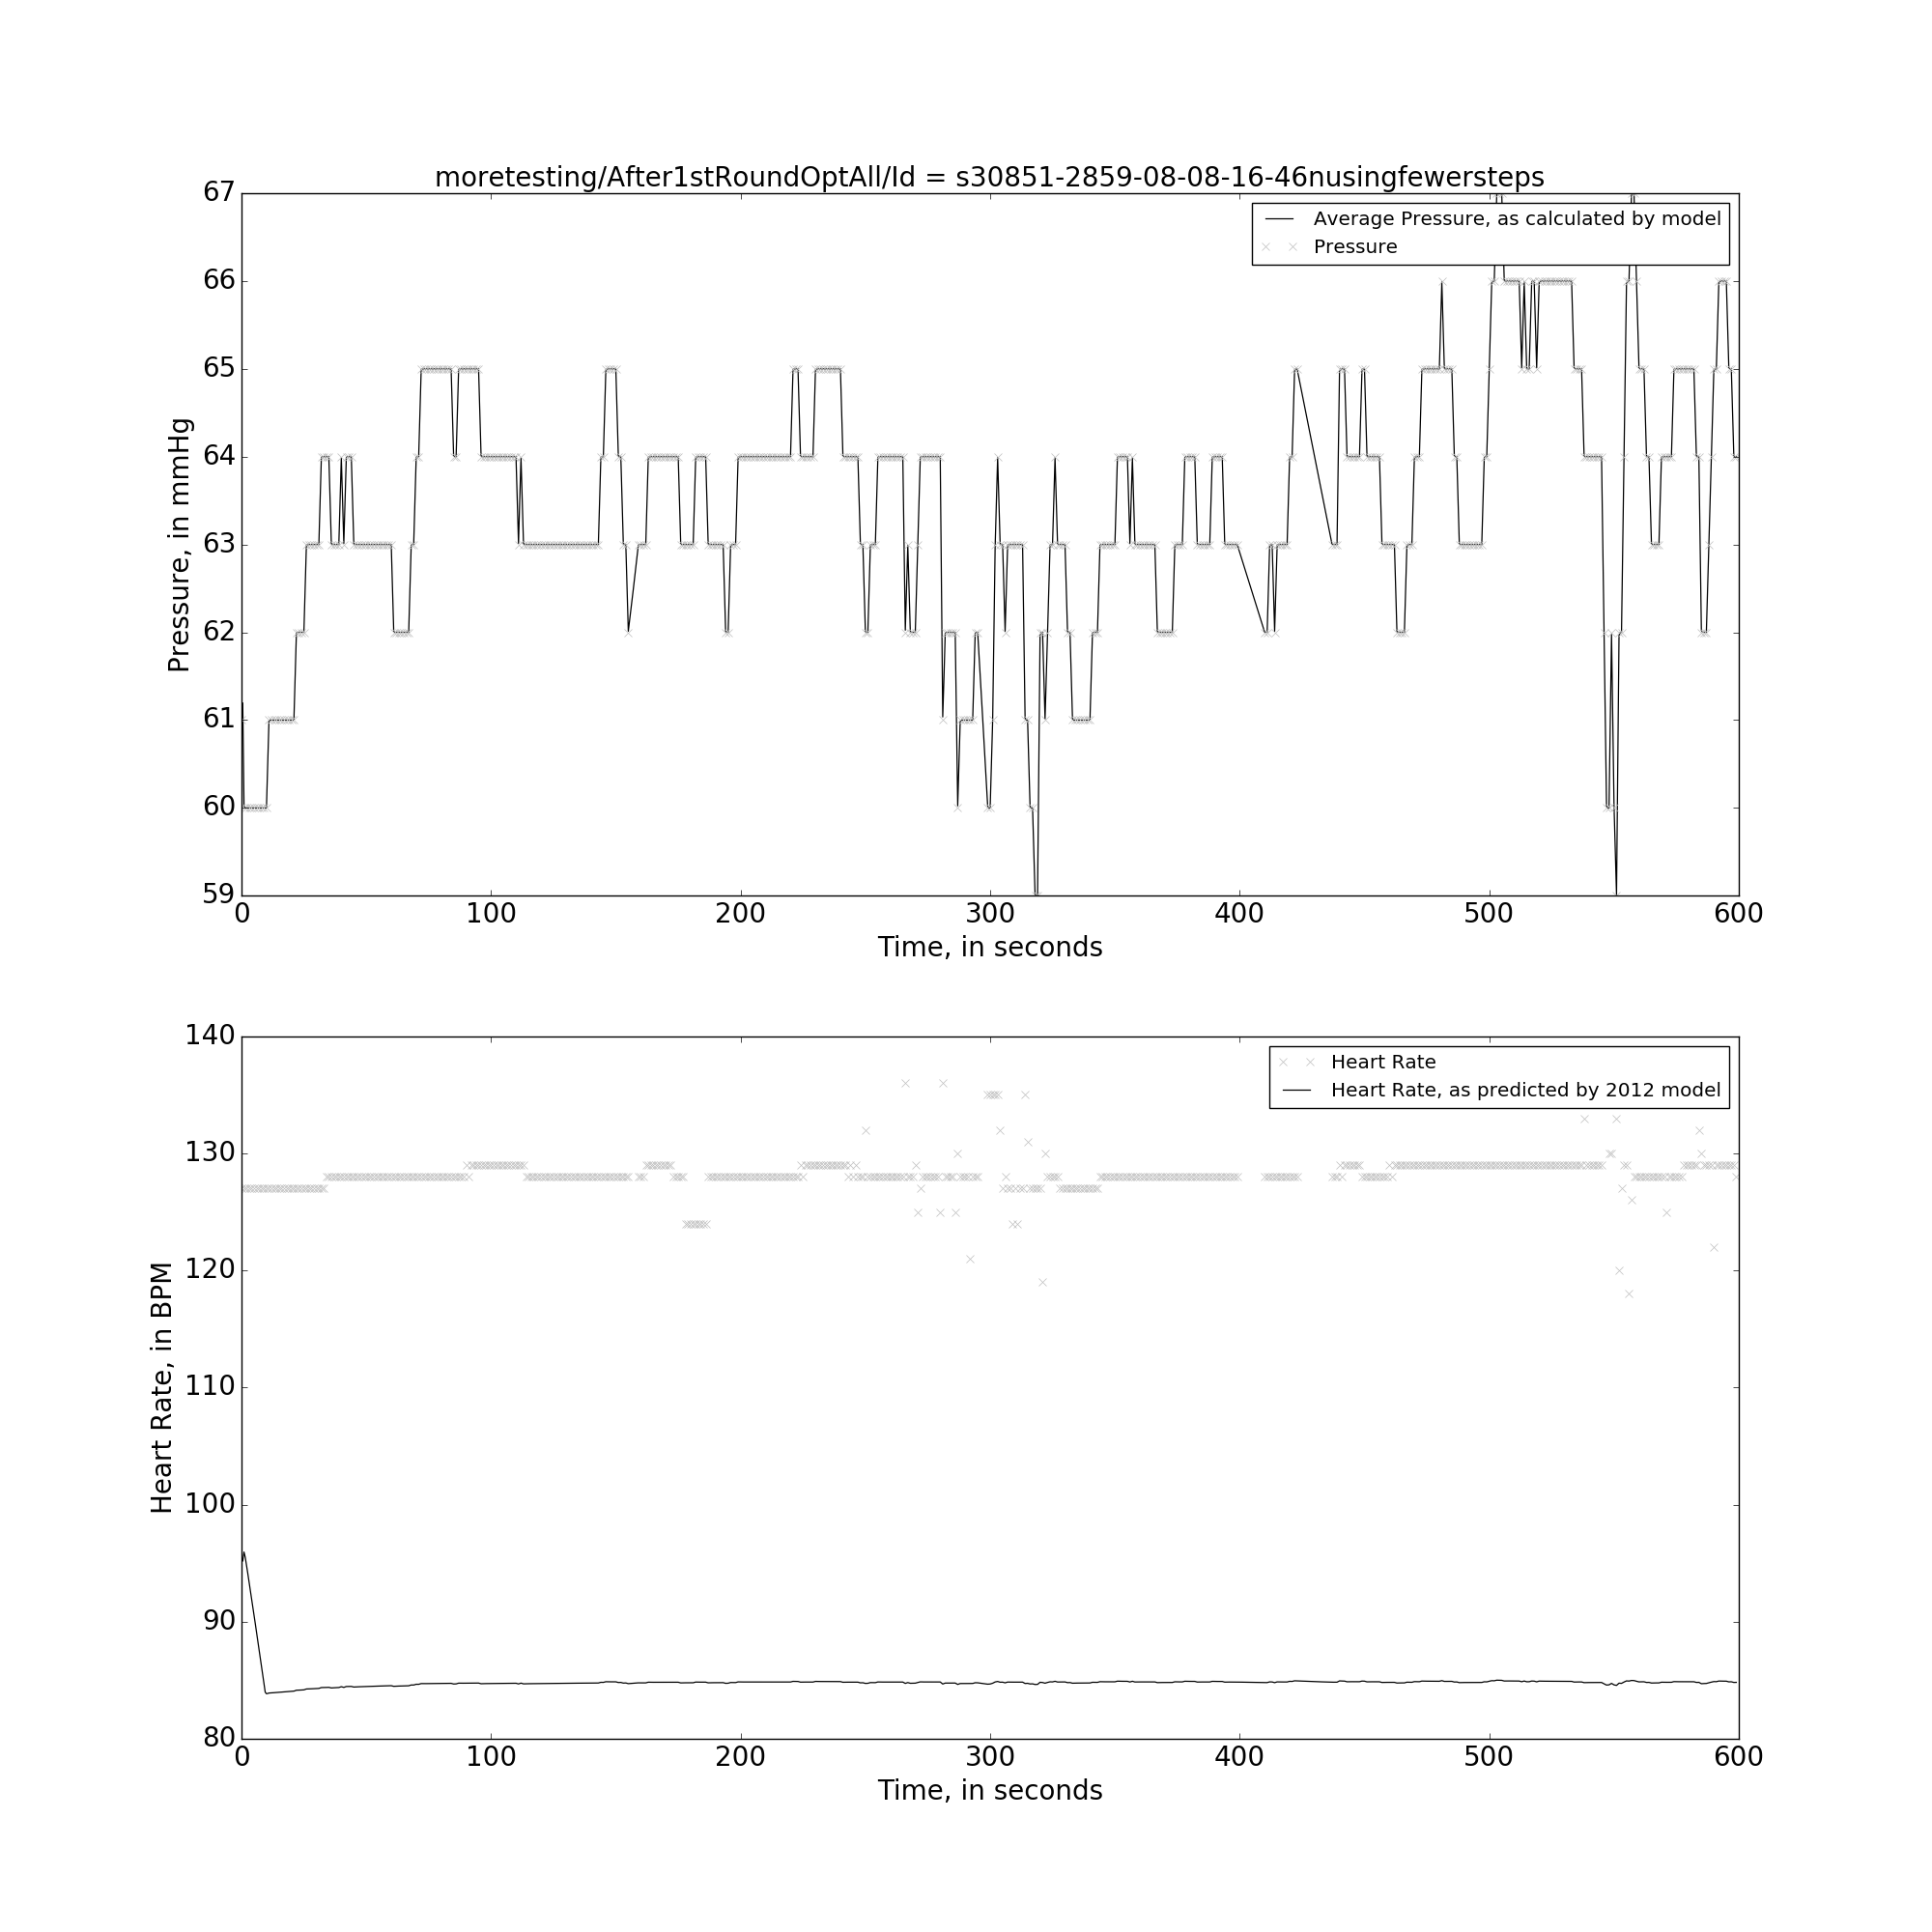 moretesting/After1stRoundOptAll/Id = s30851-2859-08-08-16-46nusingfewersteps
67
66
65
64
63
62
61
60
59
Pressure, in mmHg
Average Pressure, as calculated by model
Pressure
0 100 200 300 400 500 600
Time, in seconds
140
130
120
110
100
90
80
Heart Rate, in BPM
Heart Rate
Heart Rate, as predicted by 2012 model
0 100 200 300 400 500 600
Time, in seconds